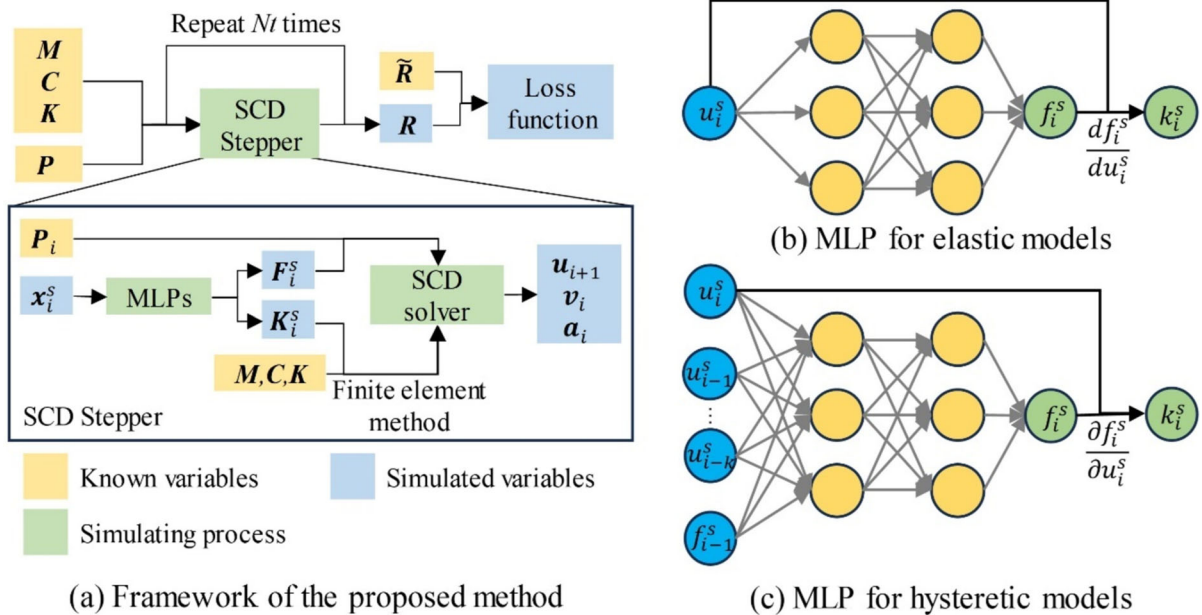 Repeat Nt times
M
C
K
P
SCD
Stepper
R̃
R
Loss
function
P_i
x_i^s
MLPs
F_i^s
K_i^s
M,C,K
Finite element
method
SCD
solver
u_{i+1}
v_i
a_i
SCD Stepper
Known variables
Simulated variables
Simulating process
(a) Framework of the proposed method
u_i^s
f_i^s
df_i^s
du_i^s
k_i^s
(b) MLP for elastic models
u_i^s
u_{i-1}^s
⋮
u_{i-k}^s
f_{i-1}^s
f_i^s
∂f_i^s
∂u_i^s
k_i^s
(c) MLP for hysteretic models